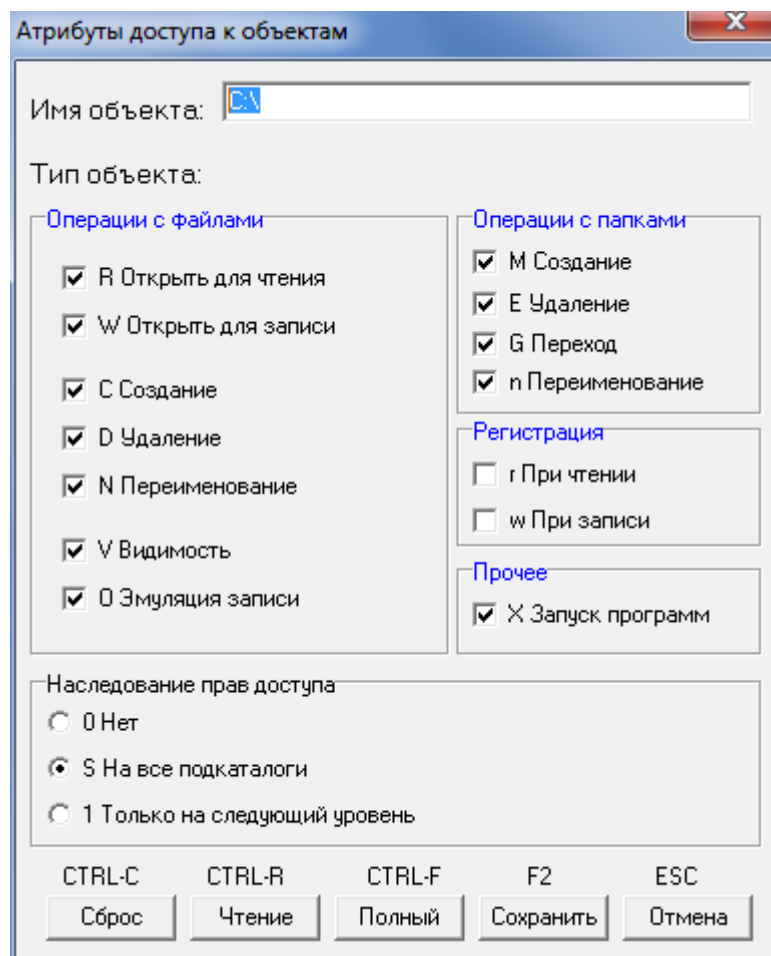 Атрибуты доступа к объектам
Имя объекта: C:\
Тип объекта:
Операции с файлами
R Открыть для чтения
W Открыть для записи
C Создание
D Удаление
N Переименование
V Видимость
O Эмуляция записи
Операции с папками
M Создание
E Удаление
G Переход
n Переименование
Регистрация
r При чтении
w При записи
Прочее
X Запуск программ
Наследование прав доступа
0 Нет
S На все подкаталоги
1 Только на следующий уровень
CTRL-C CTRL-R CTRL-F F2 ESC
Сброс Чтение Полный Сохранить Отмена